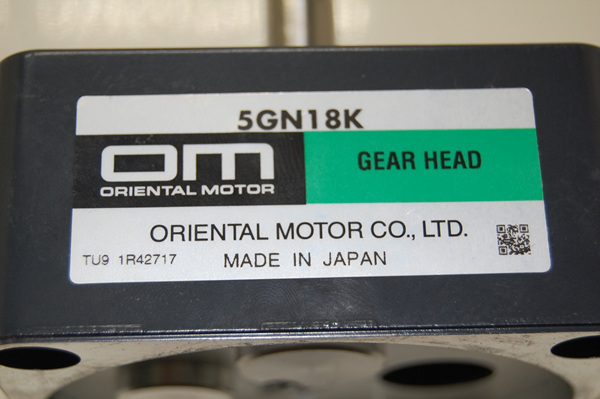 5GN18K
OM
ORIENTAL MOTOR
GEAR HEAD
ORIENTAL MOTOR CO., LTD.
TU9 1R42717 MADE IN JAPAN